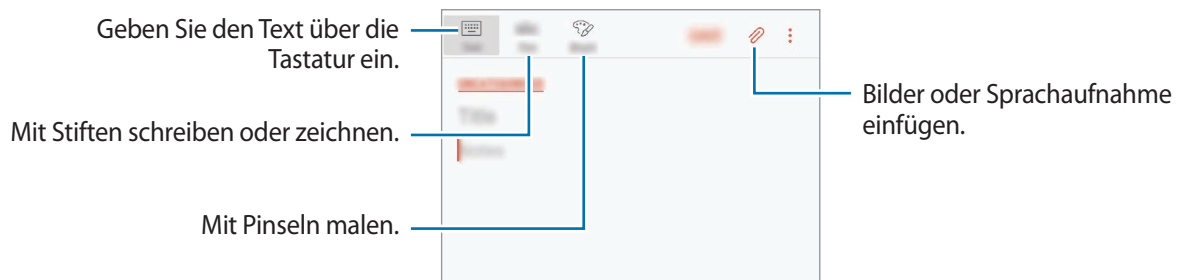 Geben Sie den Text über die
Tastatur ein.
Mit Stiften schreiben oder zeichnen.
Mit Pinseln malen.
Title
Bilder oder Sprachaufnahme
einfügen.